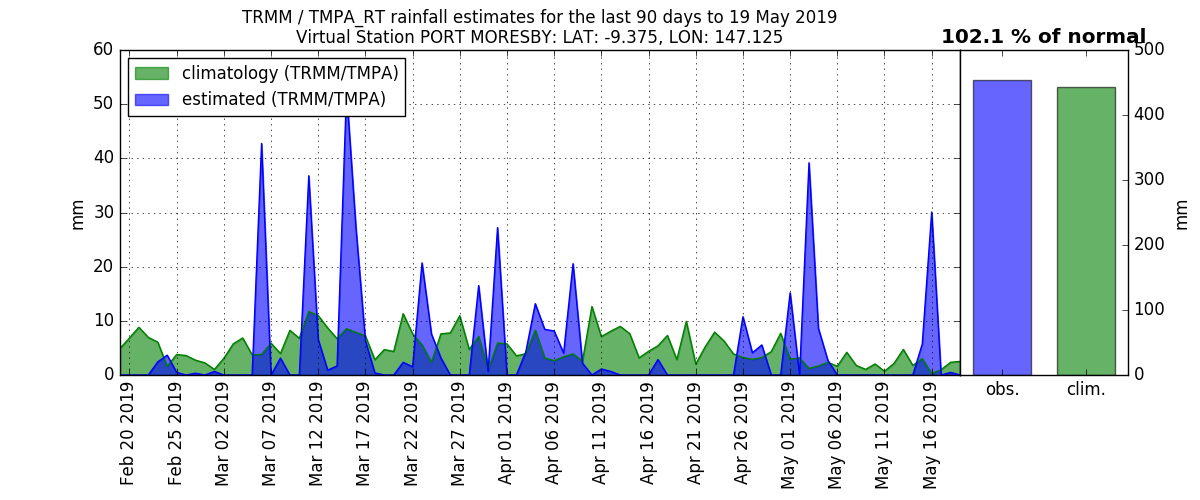 TRMM / TMPA_RT rainfall estimates for the last 90 days to 19 May 2019
Virtual Station PORT MORESBY: LAT: -9.375, LON: 147.125
102.1 % of normal
climatology (TRMM/TMPA)
estimated (TRMM/TMPA)
60
50
40
30
20
10
0
mm
Feb 20 2019
Feb 25 2019
Mar 02 2019
Mar 07 2019
Mar 12 2019
Mar 17 2019
Mar 22 2019
Mar 27 2019
Apr 01 2019
Apr 06 2019
Apr 11 2019
Apr 16 2019
Apr 21 2019
Apr 26 2019
May 01 2019
May 06 2019
May 11 2019
May 16 2019
obs.
clim.
500
400
300
200
100
0
mm